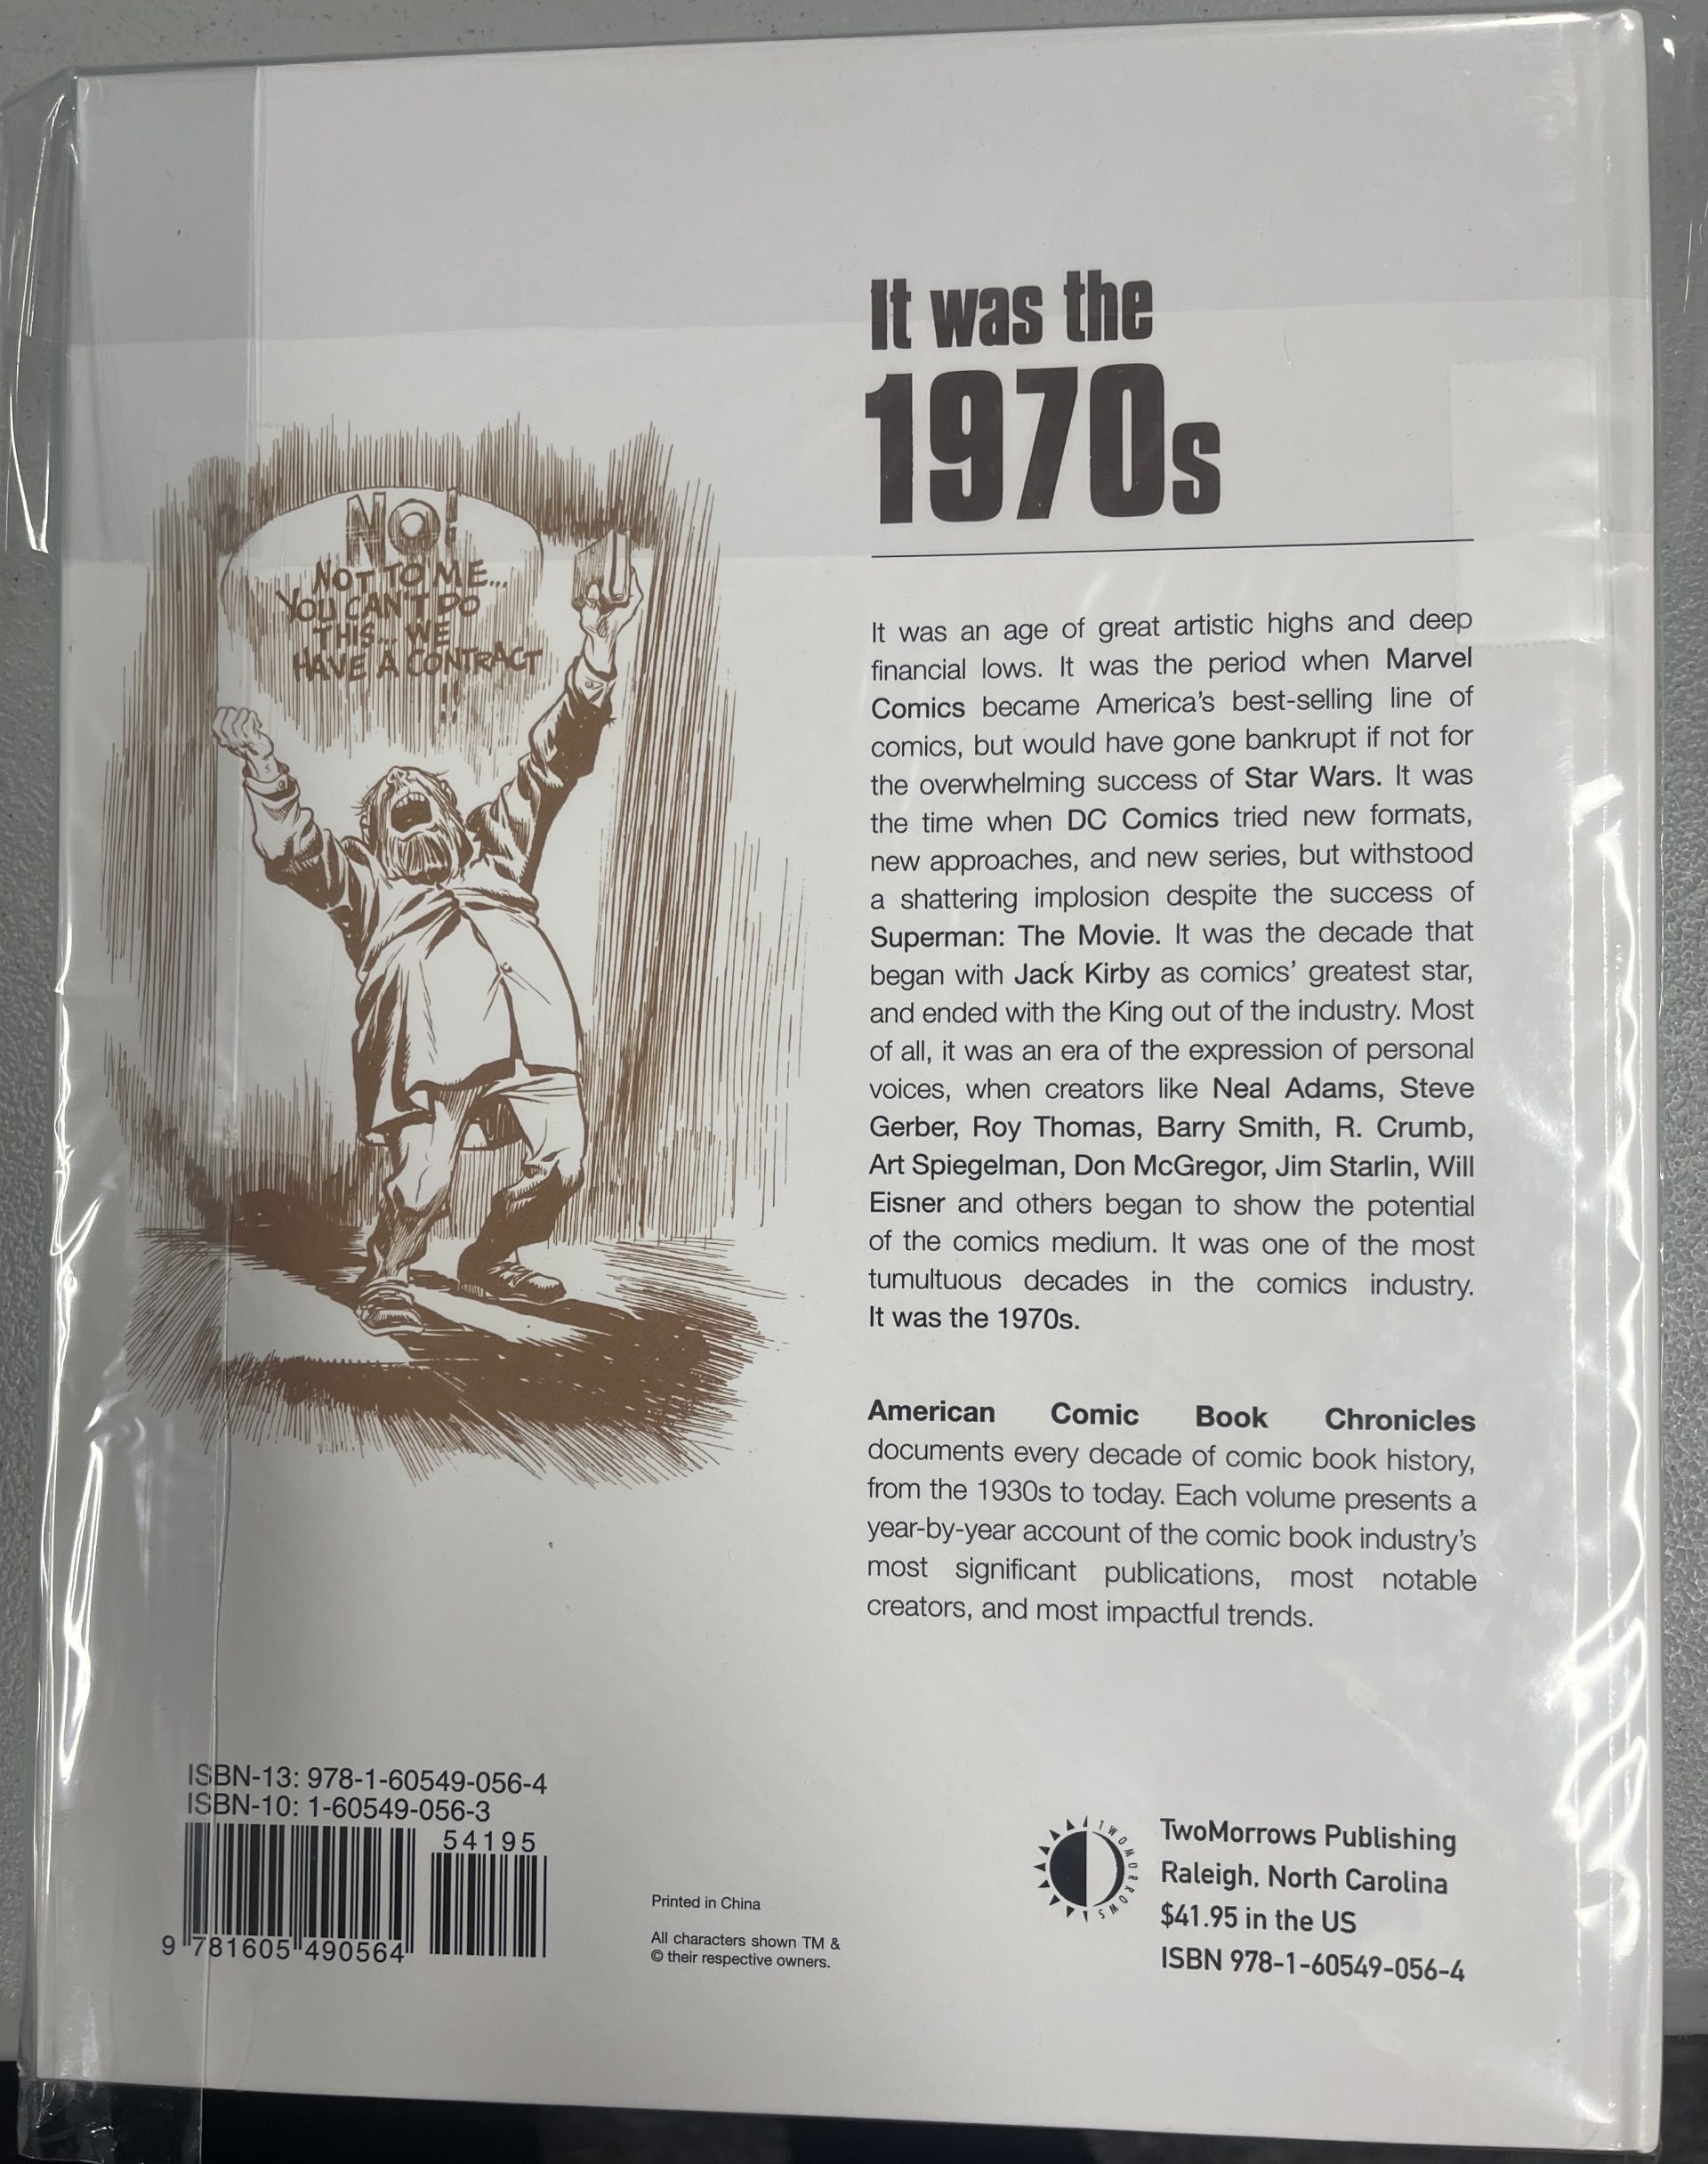 It was the
1970s
NO!
NOT TO ME...
YOU CAN'T DO
THIS... WE
HAVE A CONTRACT
!!
It was an age of great artistic highs and deep
financial lows. It was the period when Marvel
Comics became America's best-selling line of
comics, but would have gone bankrupt if not for
the overwhelming success of Star Wars. It was
the time when DC Comics tried new formats,
new approaches, and new series, but withstood
a shattering implosion despite the success of
Superman: The Movie. It was the decade that
began with Jack Kirby as comics' greatest star,
and ended with the King out of the industry. Most
of all, it was an era of the expression of personal
voices, when creators like Neal Adams, Steve
Gerber, Roy Thomas, Barry Smith, R. Crumb,
Art Spiegelman, Don McGregor, Jim Starlin, Will
Eisner and others began to show the potential
of the comics medium. It was one of the most
tumultuous decades in the comics industry.
It was the 1970s.
American Comic Book Chronicles
documents every decade of comic book history,
from the 1930s to today. Each volume presents a
year-by-year account of the comic book industry's
most significant publications, most notable
creators, and most impactful trends.
ISBN-13: 978-1-60549-056-4
ISBN-10: 1-60549-056-3
54195
9 781605 490564
Printed in China
All characters shown TM &
© their respective owners.
TWOMORROWS
TwoMorrows Publishing
Raleigh, North Carolina
$41.95 in the US
ISBN 978-1-60549-056-4